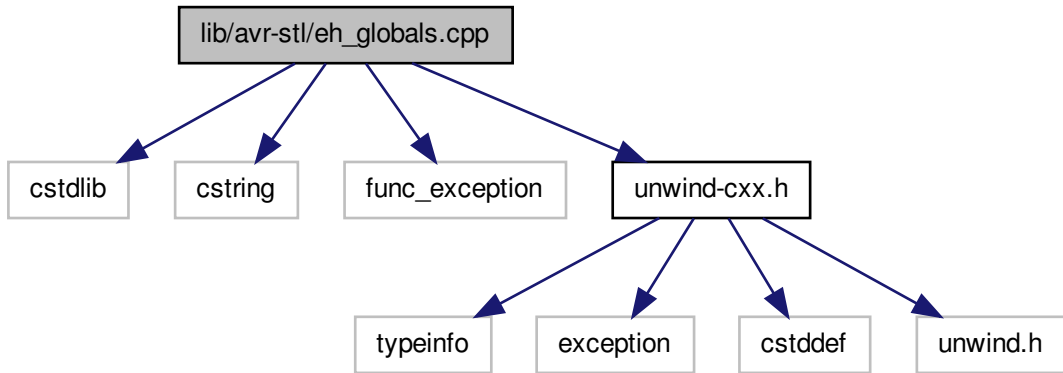 lib/avr-stl/eh_globals.cpp
cstdlib
cstring
func_exception
unwind-cxx.h
typeinfo
exception
cstddef
unwind.h